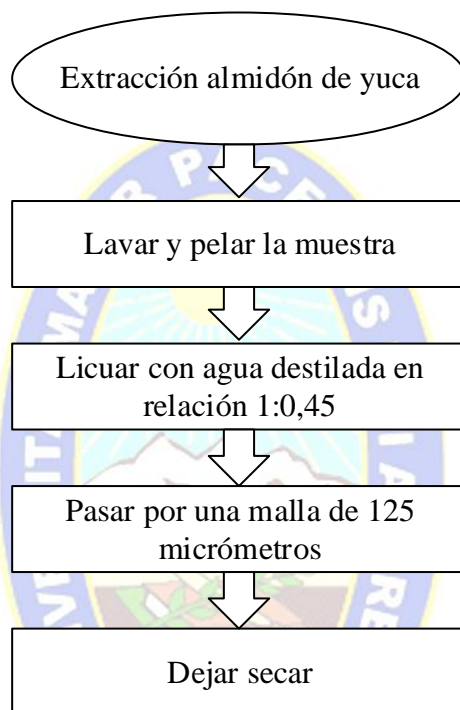 Extracción almidón de yuca
Lavar y pelar la muestra
Licuar con agua destilada en
relación 1:0,45
Pasar por una malla de 125
micrómetros
Dejar secar